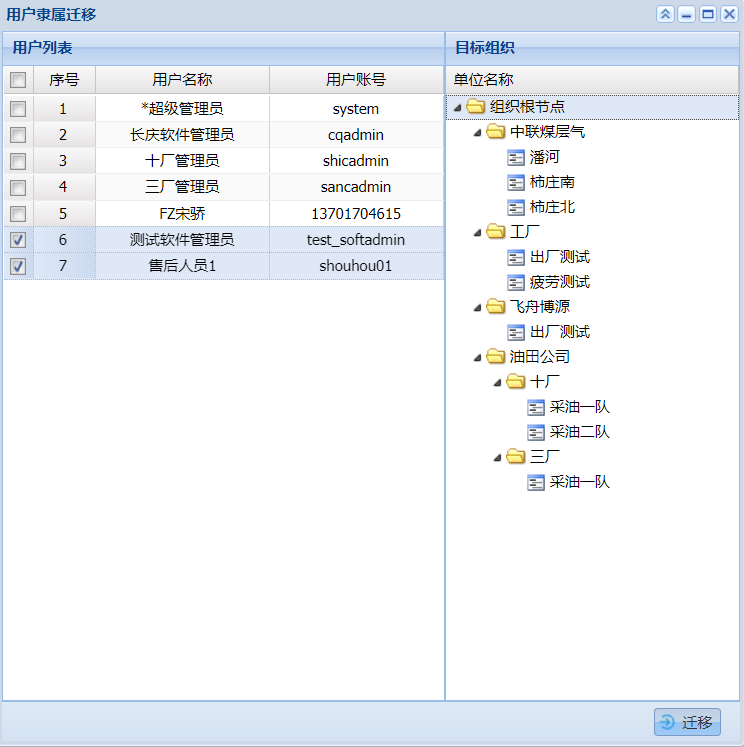 用户隶属迁移
用户列表
序号 用户名称 用户账号
1 *超级管理员 system
2 长庆软件管理员 cqadmin
3 十厂管理员 shicadmin
4 三厂管理员 sancadmin
5 FZ宋骄 13701704615
6 测试软件管理员 test_softadmin
7 售后人员1 shouhou01
目标组织
单位名称
组织根节点
中联煤层气
潘河
柿庄南
柿庄北
工厂
出厂测试
疲劳测试
飞舟博源
出厂测试
油田公司
十厂
采油一队
采油二队
三厂
采油一队
迁移